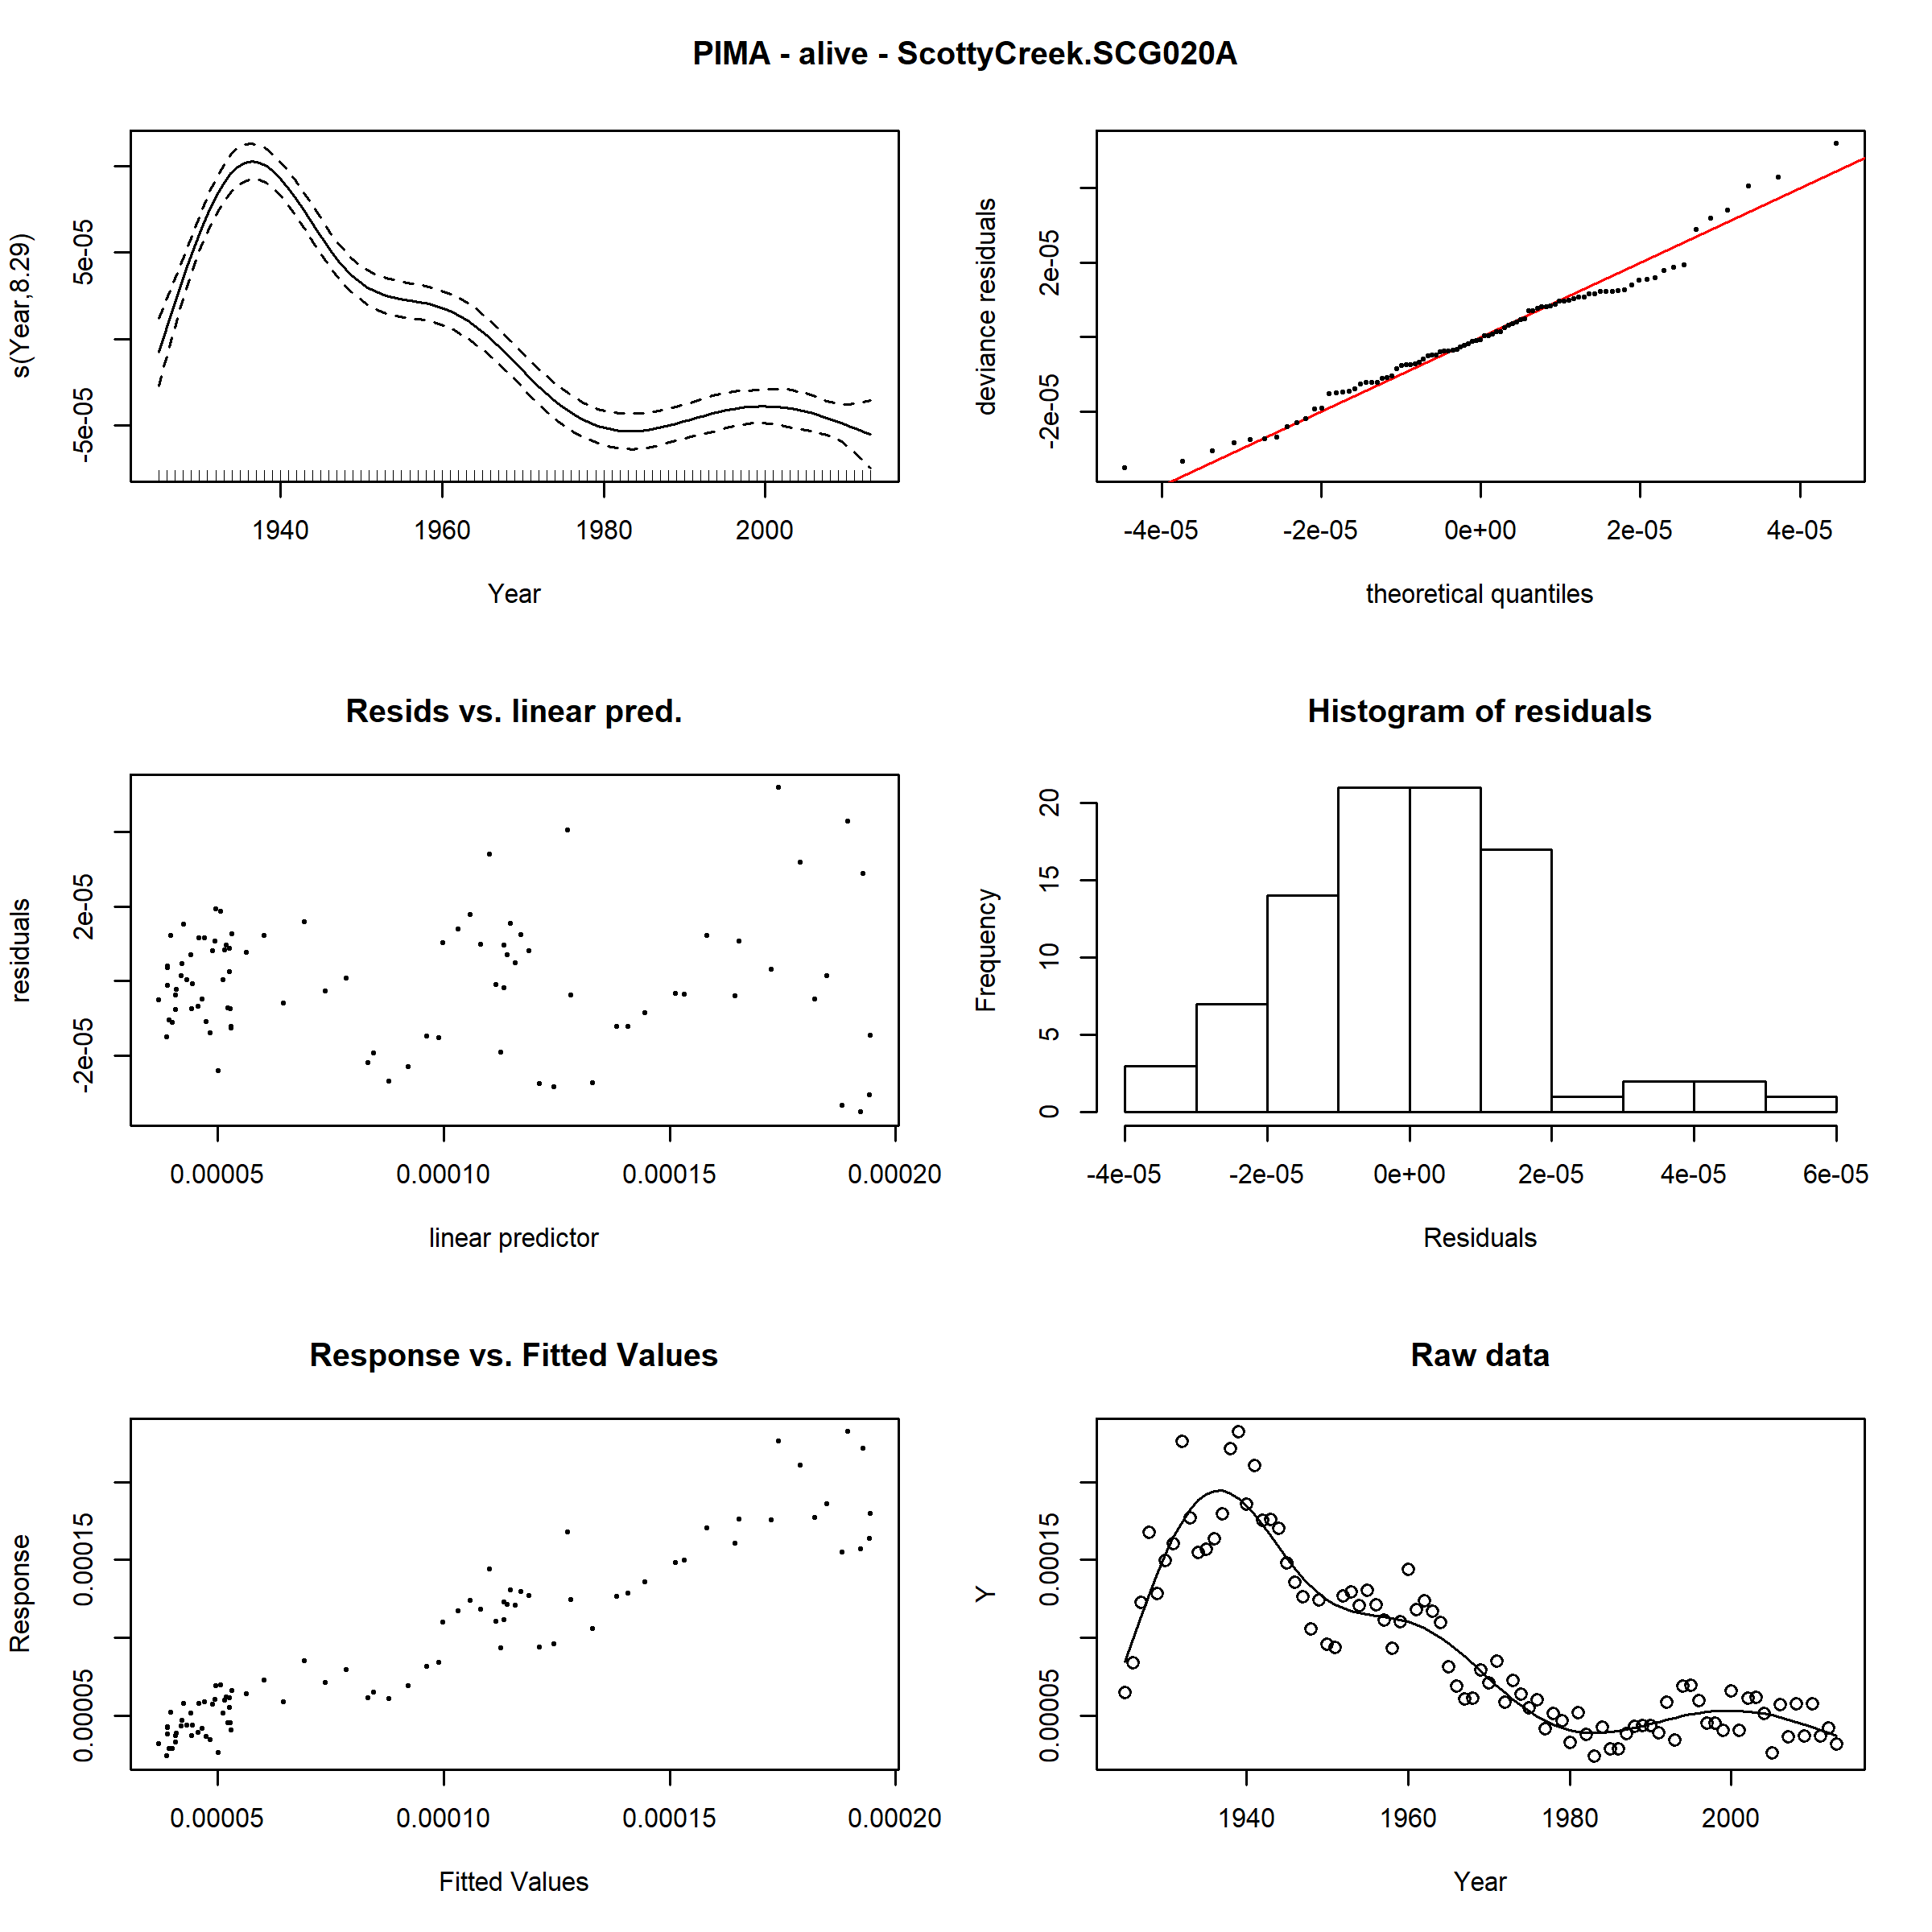 PIMA - alive - ScottyCreek.SCG020A
s(Year,8.29)
5e-05
-5e-05
1940 1960 1980 2000
Year
deviance residuals
2e-05
-2e-05
-4e-05 -2e-05 0e+00 2e-05 4e-05
theoretical quantiles
Resids vs. linear pred.
residuals
2e-05
-2e-05
0.00005 0.00010 0.00015 0.00020
linear predictor
Histogram of residuals
Frequency
20
15
10
5
0
-4e-05 -2e-05 0e+00 2e-05 4e-05 6e-05
Residuals
Response vs. Fitted Values
Response
0.00015
0.00005
0.00005 0.00010 0.00015 0.00020
Fitted Values
Raw data
Y
0.00015
0.00005
1940 1960 1980 2000
Year